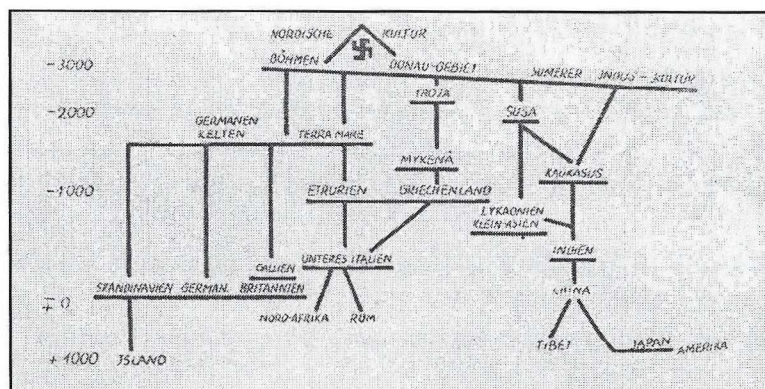 NORDISCHE KULTUR
BÖHMEN DONAU-GEBIET SUMERER INDUS-KULTUR
-3000
TROJA
-2000
SUSA
GERMANEN
KELTEN TERRA MARE
MYKENÄ
KAUKASUS
-1000
ETRURIEN GRIECHENLAND
LYKAONIEN
KLEIN-ASIEN
INDIEN
UNTERES ITALIEN
GALLIEN
SKANDINAVIEN GERMAN. BRITANNIEN
CHINA
∓ 0
NORD-AFRIKA ROM
TIBET JAPAN AMERIKA
+1000 ISLAND